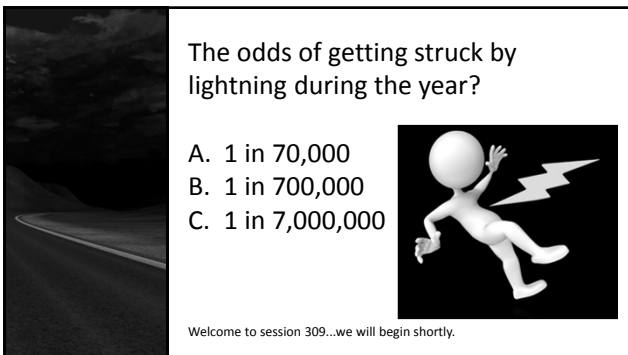 The odds of getting struck by
lightning during the year?
A. 1 in 70,000
B. 1 in 700,000
C. 1 in 7,000,000
Welcome to session 309...we will begin shortly.